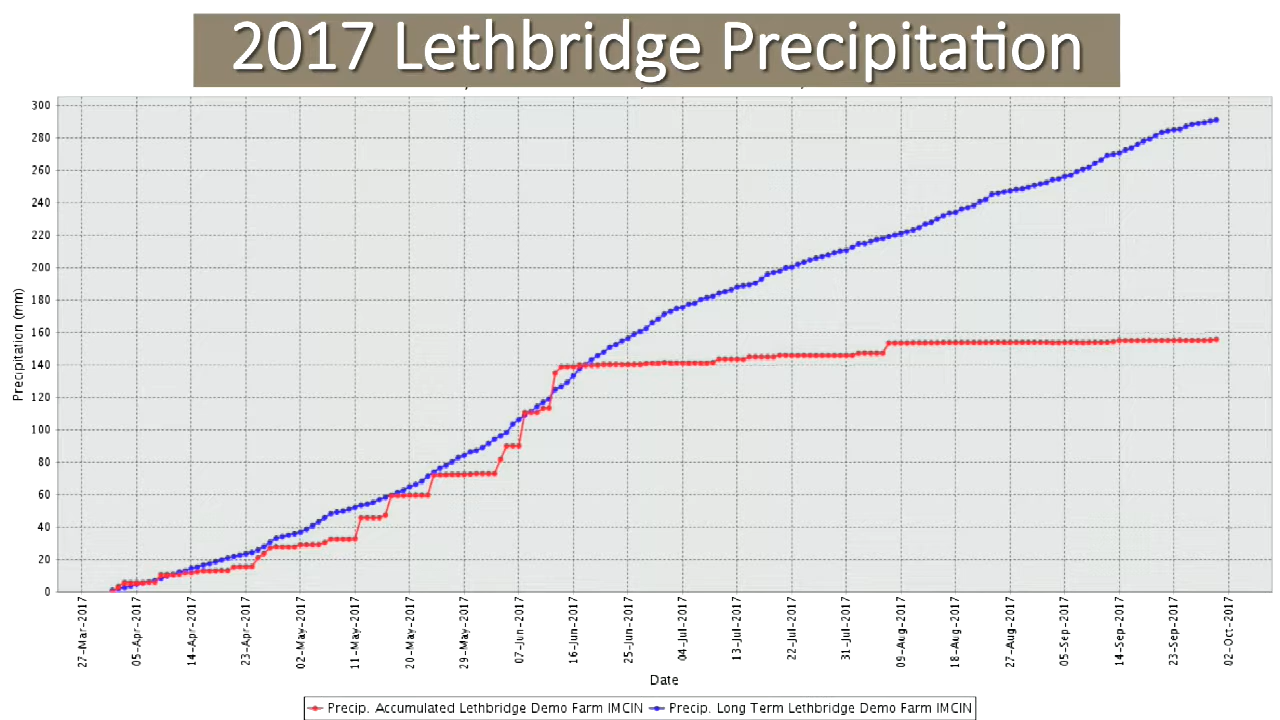 2017 Lethbridge Precipitation
300
280
260
240
220
200
180
160
140
120
100
80
60
40
20
0
Precipitation (mm)
27-Mar-2017
05-Apr-2017
14-Apr-2017
23-Apr-2017
02-May-2017
11-May-2017
20-May-2017
29-May-2017
07-Jun-2017
16-Jun-2017
25-Jun-2017
04-Jul-2017
13-Jul-2017
22-Jul-2017
31-Jul-2017
09-Aug-2017
18-Aug-2017
27-Aug-2017
05-Sep-2017
14-Sep-2017
23-Sep-2017
02-Oct-2017
Date
Precip. Accumulated Lethbridge Demo Farm IMCIN Precip. Long Term Lethbridge Demo Farm IMCIN